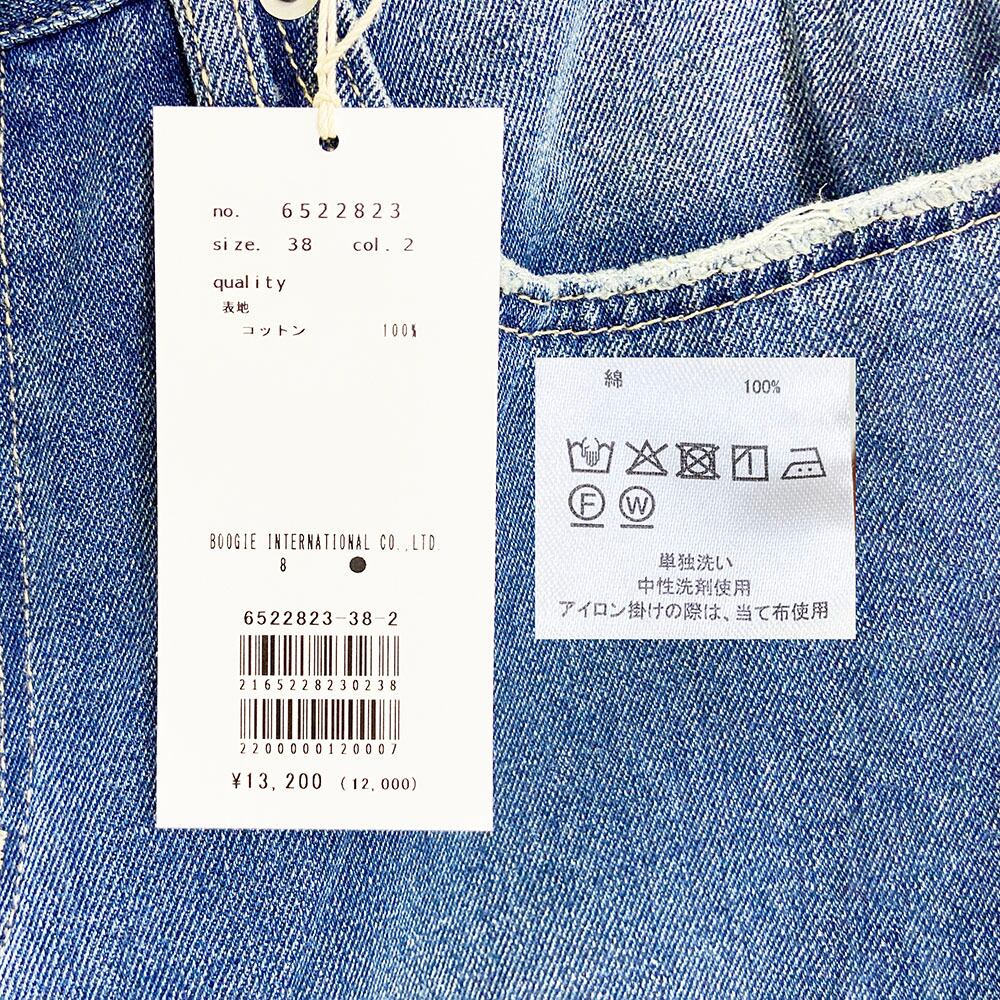 no. 6522823
size. 38 col. 2
quality
表地
コットン 100%
BOOGIE INTERNATIONAL CO.,LTD.
8 ●
6522823-38-2
2165228230238
2200000120007
¥13,200 (12,000)
綿 100%
F W
単独洗い
中性洗剤使用
アイロン掛けの際は、当て布使用